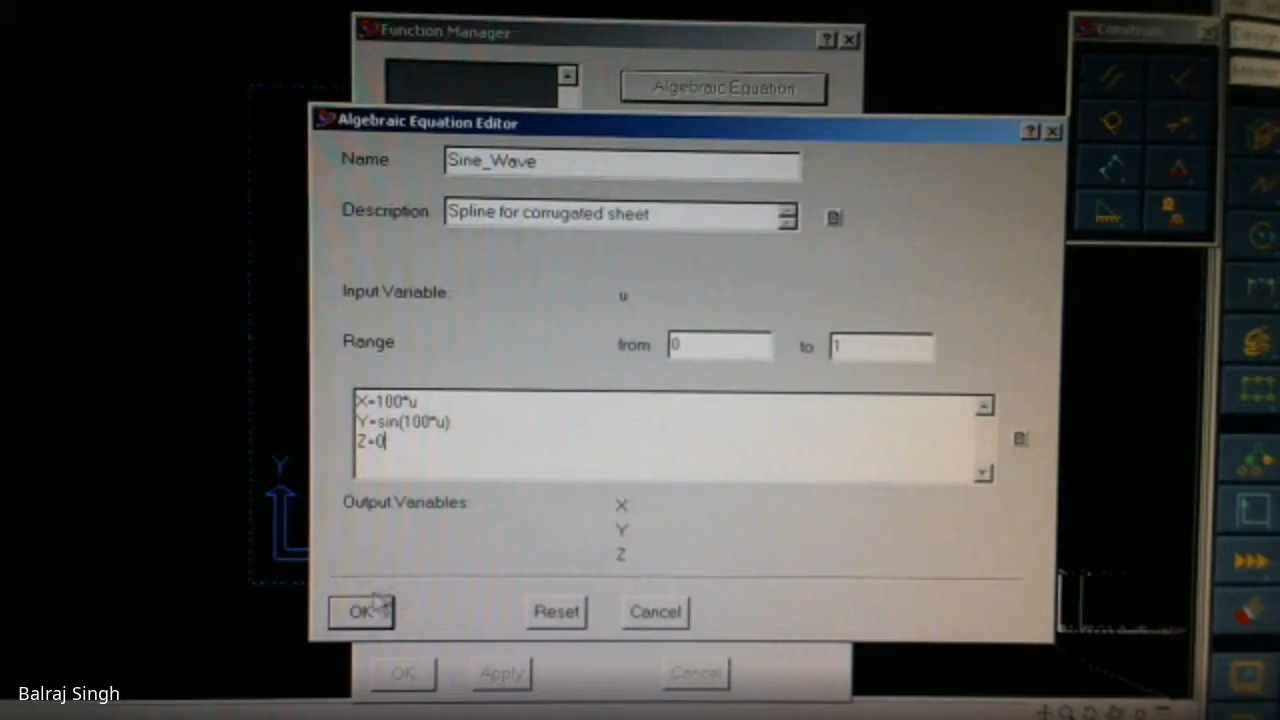 Function Manager
Algebraic Equation
Algebraic Equation Editor
Name
Sine_Wave
Description
Spline for corrugated sheet
Input Variable:
u
Range
from
0
to
1
X=100*u
Y=sin(100*u)
Z=0
Output Variables:
X
Y
Z
OK
Reset
Cancel
OK
Apply
Cancel
Y
Balraj Singh